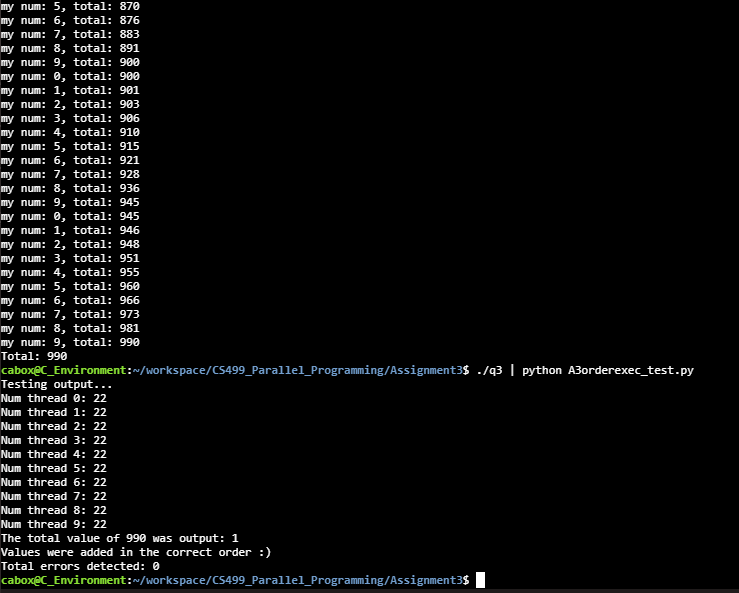 my num: 5, total: 870
my num: 6, total: 876
my num: 7, total: 883
my num: 8, total: 891
my num: 9, total: 900
my num: 0, total: 900
my num: 1, total: 901
my num: 2, total: 903
my num: 3, total: 906
my num: 4, total: 910
my num: 5, total: 915
my num: 6, total: 921
my num: 7, total: 928
my num: 8, total: 936
my num: 9, total: 945
my num: 0, total: 945
my num: 1, total: 946
my num: 2, total: 948
my num: 3, total: 951
my num: 4, total: 955
my num: 5, total: 960
my num: 6, total: 966
my num: 7, total: 973
my num: 8, total: 981
my num: 9, total: 990
Total: 990
cabox@C_Environment:~/workspace/CS499_Parallel_Programming/Assignment3$ ./q3 | python A3orderexec_test.py
Testing output...
Num thread 0: 22
Num thread 1: 22
Num thread 2: 22
Num thread 3: 22
Num thread 4: 22
Num thread 5: 22
Num thread 6: 22
Num thread 7: 22
Num thread 8: 22
Num thread 9: 22
The total value of 990 was output: 1
Values were added in the correct order :)
Total errors detected: 0
cabox@C_Environment:~/workspace/CS499_Parallel_Programming/Assignment3$